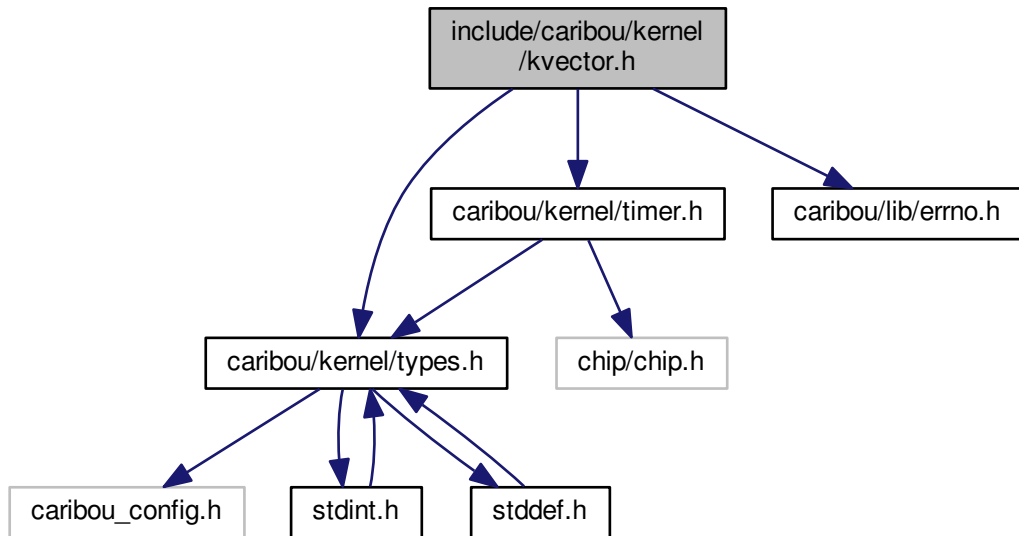 include/caribou/kernel
/kvector.h
caribou/kernel/timer.h
caribou/lib/errno.h
caribou/kernel/types.h
chip/chip.h
caribou_config.h
stdint.h
stddef.h